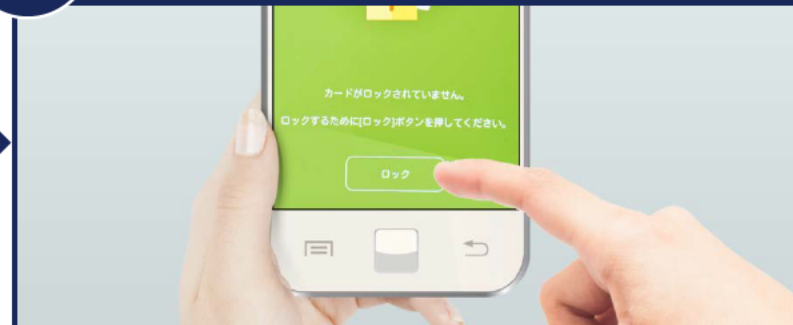 カードがロックされていません。
ロックするために[ロック]ボタンを押してください。
ロック